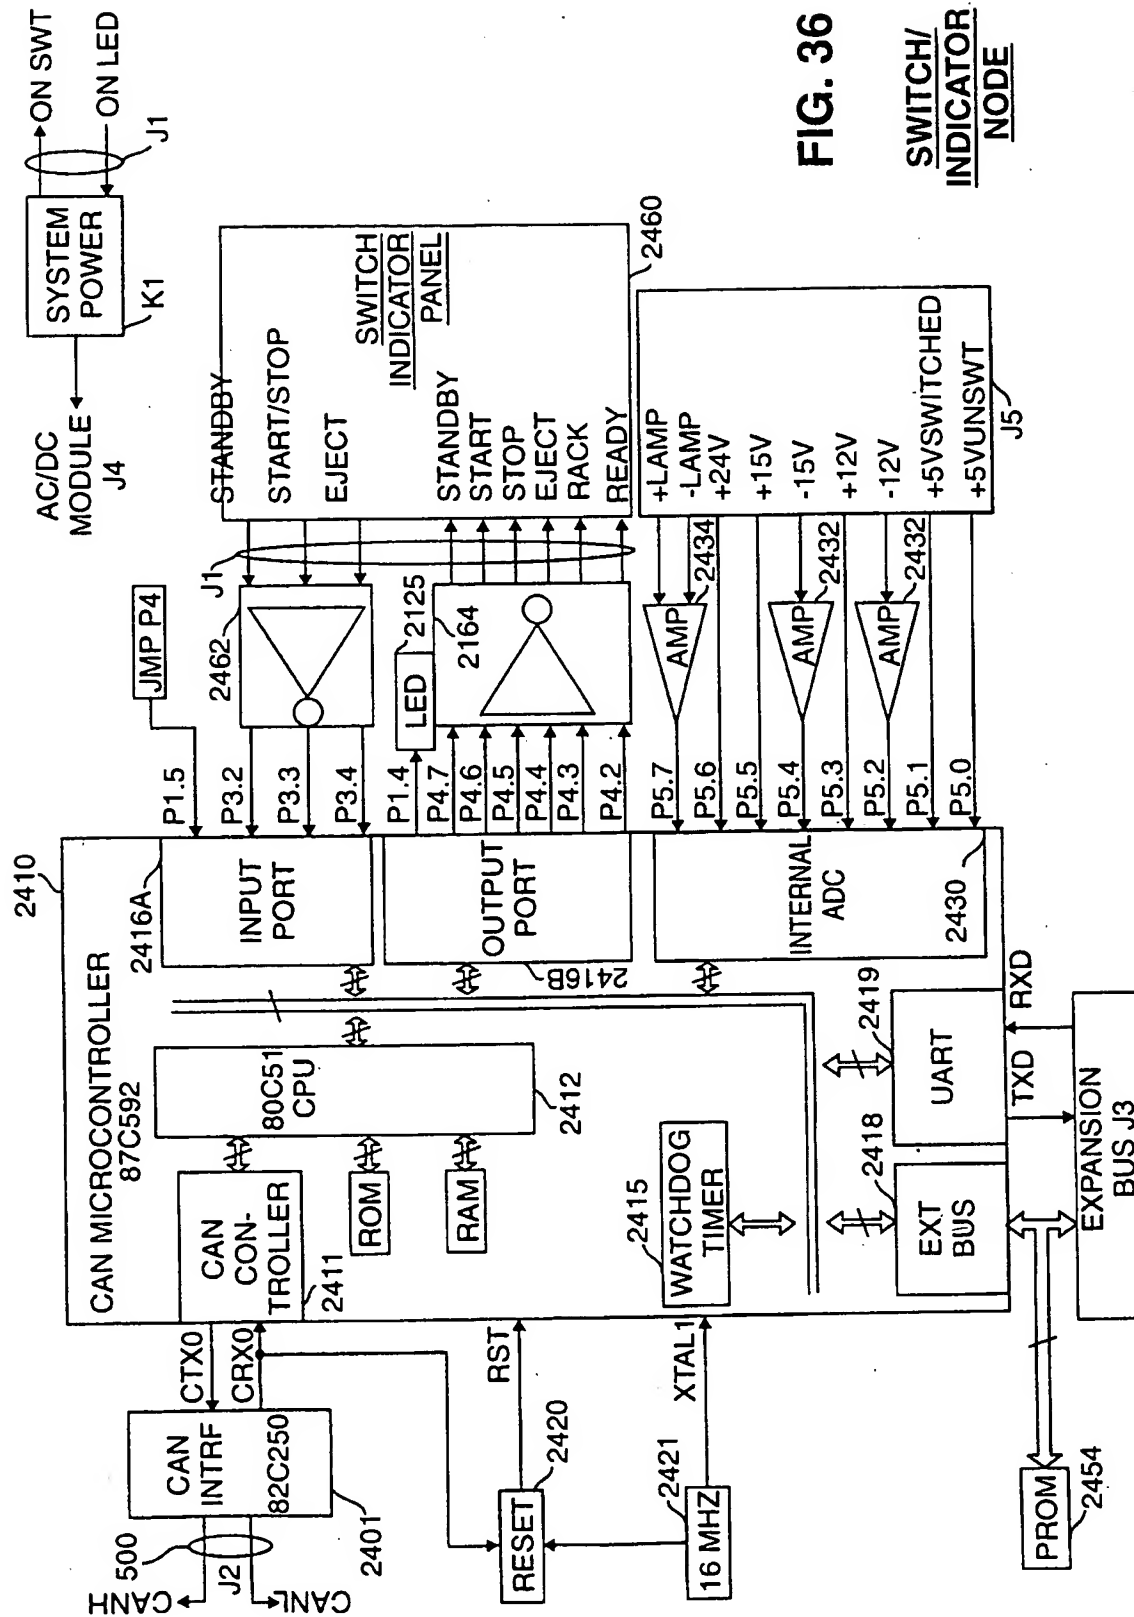 FIG. 36
SWITCH/
INDICATOR
NODE
ON SWT
ON LED
J1
SYSTEM
POWER
K1
AC/DC
MODULE
J4
2410
CAN MICROCONTROLLER
87C592
CANH
CANL
500
J2
CAN
INTRF
82C250
2401
CTX0
CRX0
CAN
CON-
TROLLER
2411
80C51
CPU
2412
ROM
RAM
RESET
2420
RST
16 MHZ
2421
XTAL1
2415
WATCHDOG
TIMER
2416A
INPUT
PORT
OUTPUT
PORT
2416B
INTERNAL
ADC
2430
2418
EXT
BUS
2419
UART
TXD
RXD
EXPANSION
BUS J3
PROM
2454
JMP P4
P1.5
P3.2
P3.3
P3.4
2462
J1
P1.4
LED
2125
P4.7
P4.6
P4.5
P4.4
P4.3
P4.2
2164
STANDBY
START/STOP
EJECT
SWITCH
INDICATOR
PANEL
2460
STANDBY
START
STOP
EJECT
RACK
READY
P5.7
P5.6
P5.5
P5.4
P5.3
P5.2
P5.1
P5.0
AMP
2434
AMP
2432
AMP
2432
+LAMP
-LAMP
+24V
+15V
-15V
+12V
-12V
+5VSWITCHED
+5VUNSWT
J5